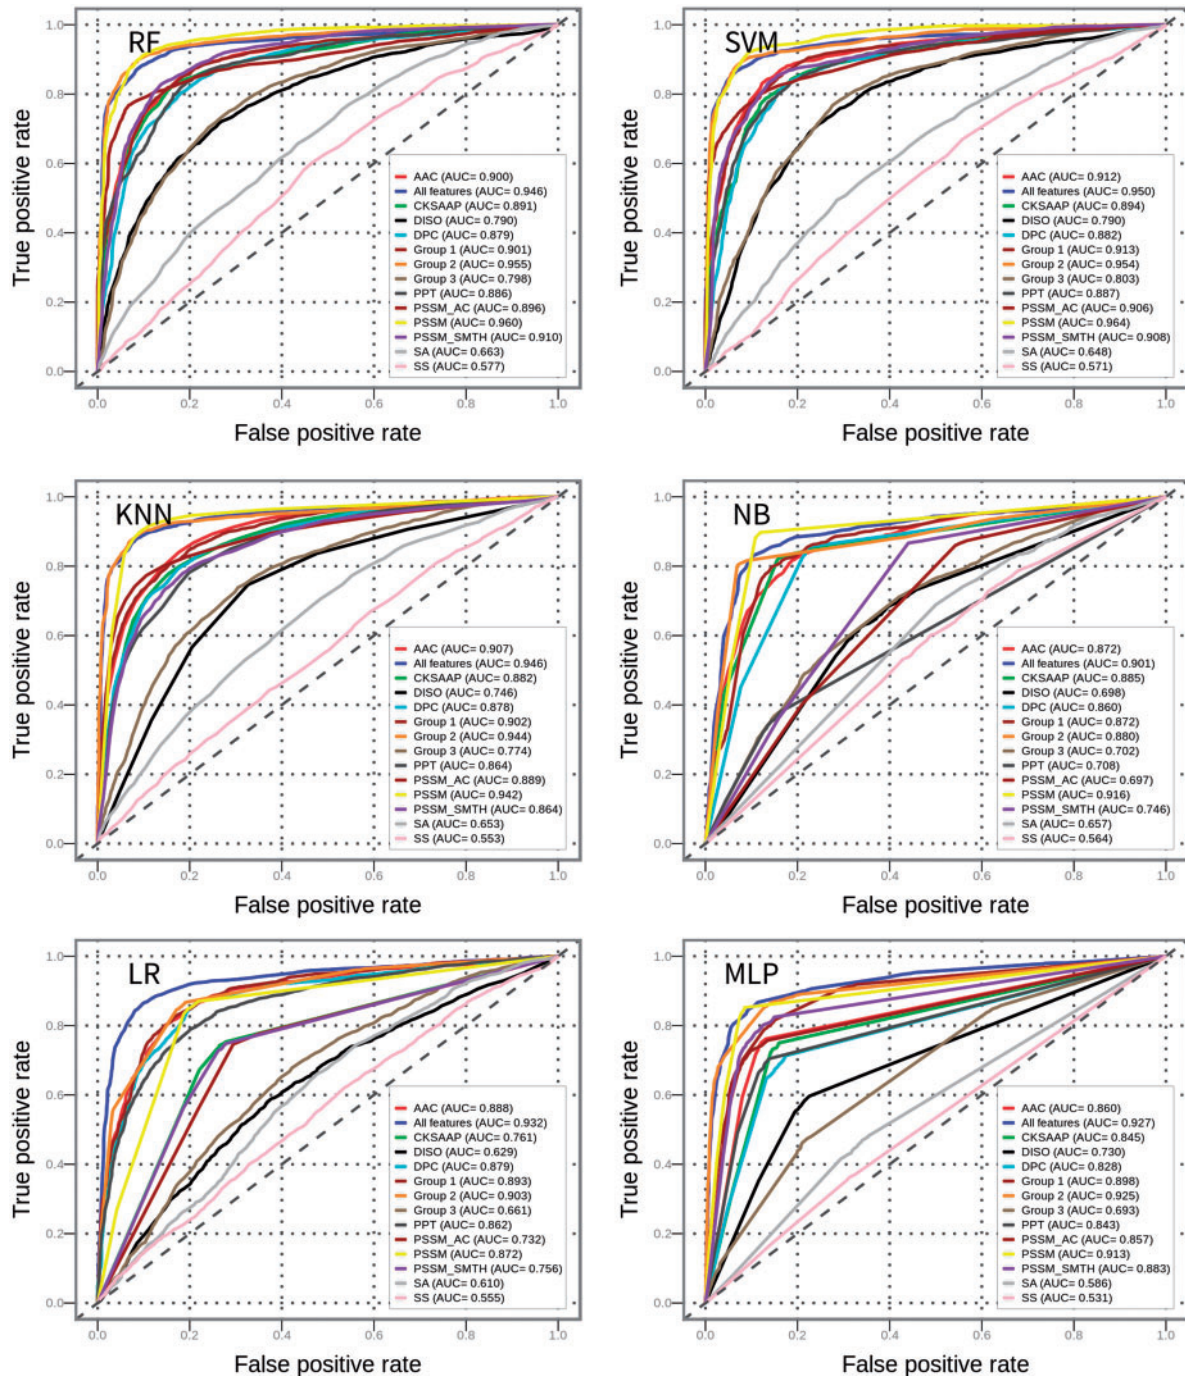 RF
True positive rate
1.0
0.8
0.6
0.4
0.2
0.0
AAC (AUC= 0.900)
All features (AUC= 0.946)
CKSAAP (AUC= 0.891)
DISO (AUC= 0.790)
DPC (AUC= 0.879)
Group 1 (AUC= 0.901)
Group 2 (AUC= 0.955)
Group 3 (AUC= 0.798)
PPT (AUC= 0.886)
PSSM_AC (AUC= 0.896)
PSSM (AUC= 0.960)
PSSM_SMTH (AUC= 0.910)
SA (AUC= 0.663)
SS (AUC= 0.577)
0.0 0.2 0.4 0.6 0.8 1.0
False positive rate
SVM
True positive rate
1.0
0.8
0.6
0.4
0.2
0.0
AAC (AUC= 0.912)
All features (AUC= 0.950)
CKSAAP (AUC= 0.894)
DISO (AUC= 0.790)
DPC (AUC= 0.882)
Group 1 (AUC= 0.913)
Group 2 (AUC= 0.954)
Group 3 (AUC= 0.803)
PPT (AUC= 0.887)
PSSM_AC (AUC= 0.906)
PSSM (AUC= 0.964)
PSSM_SMTH (AUC= 0.908)
SA (AUC= 0.648)
SS (AUC= 0.571)
0.0 0.2 0.4 0.6 0.8 1.0
False positive rate
KNN
True positive rate
1.0
0.8
0.6
0.4
0.2
0.0
AAC (AUC= 0.907)
All features (AUC= 0.946)
CKSAAP (AUC= 0.882)
DISO (AUC= 0.746)
DPC (AUC= 0.878)
Group 1 (AUC= 0.902)
Group 2 (AUC= 0.944)
Group 3 (AUC= 0.774)
PPT (AUC= 0.864)
PSSM_AC (AUC= 0.889)
PSSM (AUC= 0.942)
PSSM_SMTH (AUC= 0.864)
SA (AUC= 0.653)
SS (AUC= 0.553)
0.0 0.2 0.4 0.6 0.8 1.0
False positive rate
NB
True positive rate
1.0
0.8
0.6
0.4
0.2
0.0
AAC (AUC= 0.872)
All features (AUC= 0.901)
CKSAAP (AUC= 0.885)
DISO (AUC= 0.698)
DPC (AUC= 0.860)
Group 1 (AUC= 0.872)
Group 2 (AUC= 0.880)
Group 3 (AUC= 0.702)
PPT (AUC= 0.708)
PSSM_AC (AUC= 0.697)
PSSM (AUC= 0.916)
PSSM_SMTH (AUC= 0.746)
SA (AUC= 0.657)
SS (AUC= 0.564)
0.0 0.2 0.4 0.6 0.8 1.0
False positive rate
LR
True positive rate
1.0
0.8
0.6
0.4
0.2
0.0
AAC (AUC= 0.888)
All features (AUC= 0.932)
CKSAAP (AUC= 0.761)
DISO (AUC= 0.629)
DPC (AUC= 0.879)
Group 1 (AUC= 0.893)
Group 2 (AUC= 0.903)
Group 3 (AUC= 0.661)
PPT (AUC= 0.862)
PSSM_AC (AUC= 0.732)
PSSM (AUC= 0.872)
PSSM_SMTH (AUC= 0.756)
SA (AUC= 0.610)
SS (AUC= 0.555)
0.0 0.2 0.4 0.6 0.8 1.0
False positive rate
MLP
True positive rate
1.0
0.8
0.6
0.4
0.2
0.0
AAC (AUC= 0.860)
All features (AUC= 0.927)
CKSAAP (AUC= 0.845)
DISO (AUC= 0.730)
DPC (AUC= 0.828)
Group 1 (AUC= 0.898)
Group 2 (AUC= 0.925)
Group 3 (AUC= 0.693)
PPT (AUC= 0.843)
PSSM_AC (AUC= 0.857)
PSSM (AUC= 0.913)
PSSM_SMTH (AUC= 0.883)
SA (AUC= 0.586)
SS (AUC= 0.531)
0.0 0.2 0.4 0.6 0.8 1.0
False positive rate